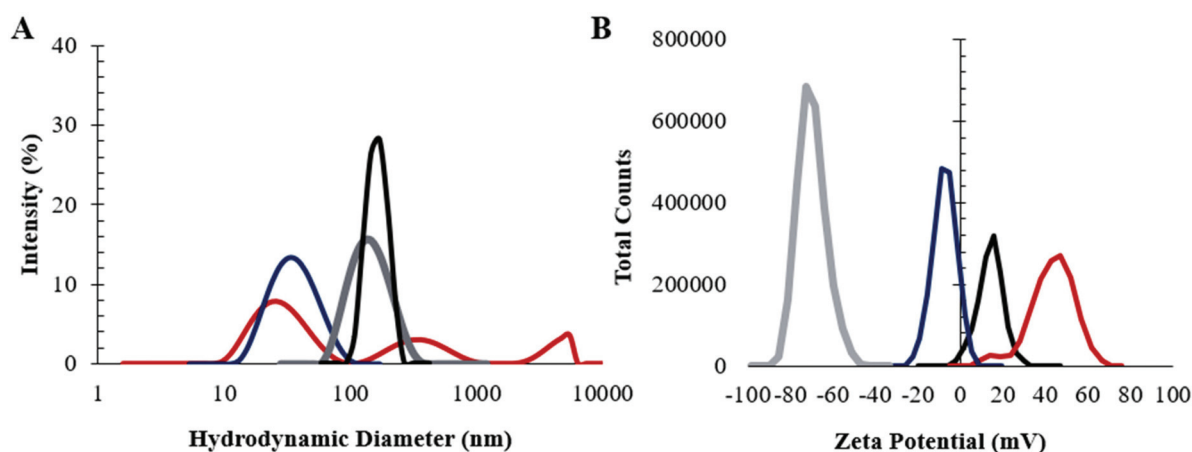 A
Intensity (%)
40
30
20
10
0
1
10
100
1000
10000
Hydrodynamic Diameter (nm)
B
Total Counts
800000
600000
400000
200000
0
-100 -80 -60 -40 -20 0 20 40 60 80 100
Zeta Potential (mV)